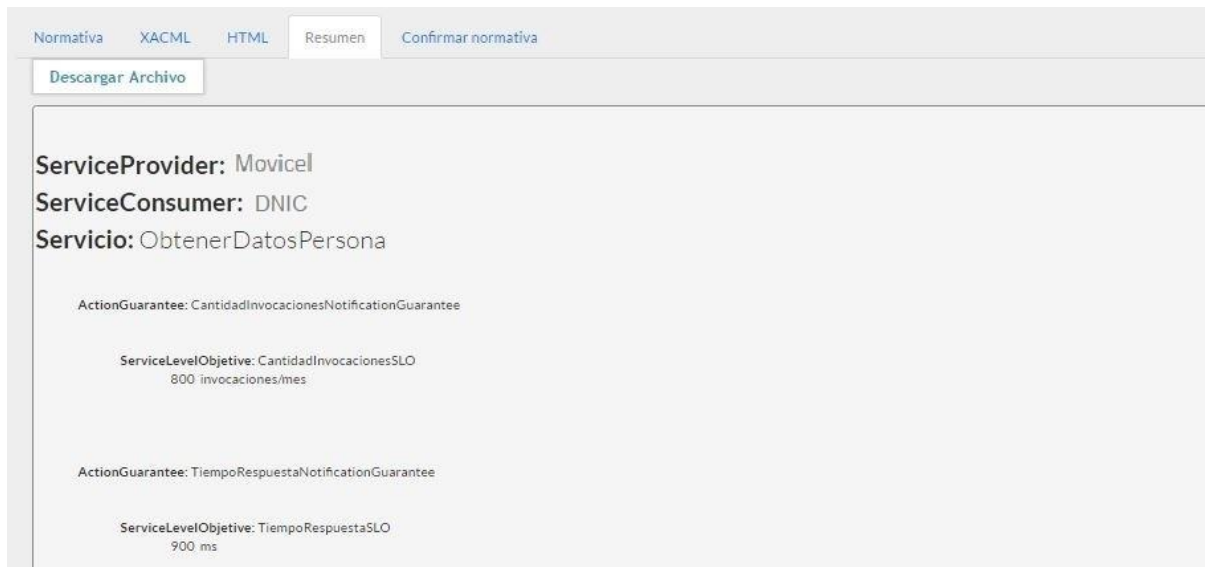 Normativa XACML HTML Resumen Confirmar normativa
Descargar Archivo
ServiceProvider: Movicel
ServiceConsumer: DNIC
Servicio: ObtenerDatosPersona
ActionGuarantee: CantidadInvocacionesNotificationGuarantee
ServiceLevelObjetive: CantidadInvocacionesSLO
800 invocaciones/mes
ActionGuarantee: TiempoRespuestaNotificationGuarantee
ServiceLevelObjetive: TiempoRespuestaSLO
900 ms